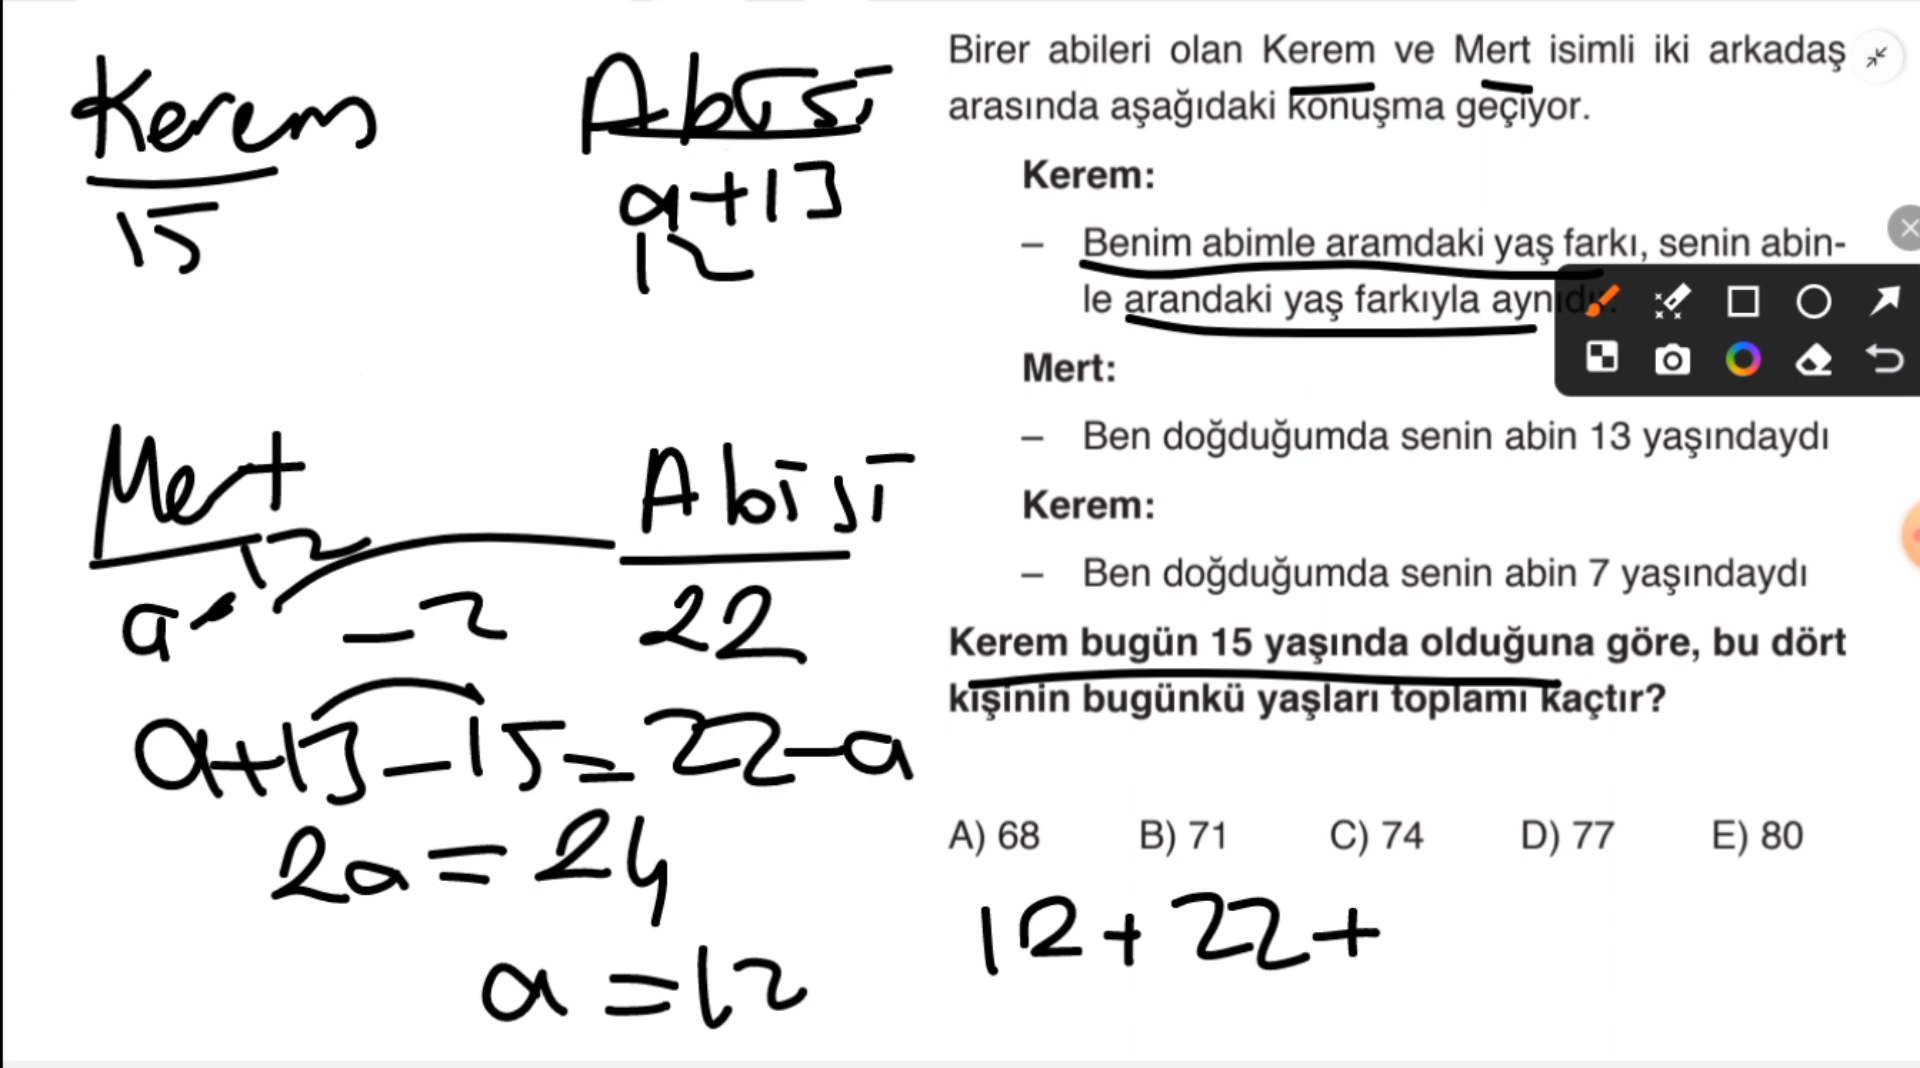 Kerem Abisi
15 a+13
12
Mert Abisi
12
a -2 22
a+13-15=22-a
2a=24
a=12
Birer abileri olan Kerem ve Mert isimli iki arkadaş
arasında aşağıdaki konuşma geçiyor.
Kerem:
– Benim abimle aramdaki yaş farkı, senin abin-
le arandaki yaş farkıyla aynıdır.
Mert:
– Ben doğduğumda senin abin 13 yaşındaydı
Kerem:
– Ben doğduğumda senin abin 7 yaşındaydı
Kerem bugün 15 yaşında olduğuna göre, bu dört
kişinin bugünkü yaşları toplamı kaçtır?
A) 68 B) 71 C) 74 D) 77 E) 80
12+22+